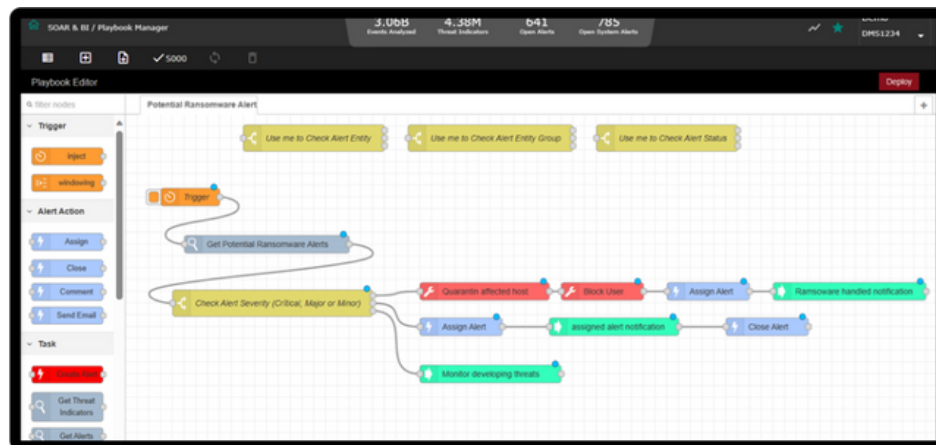 SOAR & BI / Playbook Manager
3.06B
Events Analysed
4.38M
Threat Indicators
641
Open Alerts
785
Open System Alerts
Demo
DMS1234
5000
Playbook Editor
Deploy
filter nodes
Potential Ransomware Alert
Trigger
inject
windowing
Alert Action
Assign
Close
Comment
Send Email
Task
Create Alert
Get Threat
Indicators
Get Alerts
Use me to Check Alert Entity
Use me to Check Alert Entity Group
Use me to Check Alert Status
Trigger
Get Potential Ransomware Alerts
Check Alert Severity (Critical, Major or Minor)
Quarantin affected host
Block User
Assign Alert
Ramsoware handled notification
Assign Alert
assigned alert notification
Close Alert
Monitor developing threats